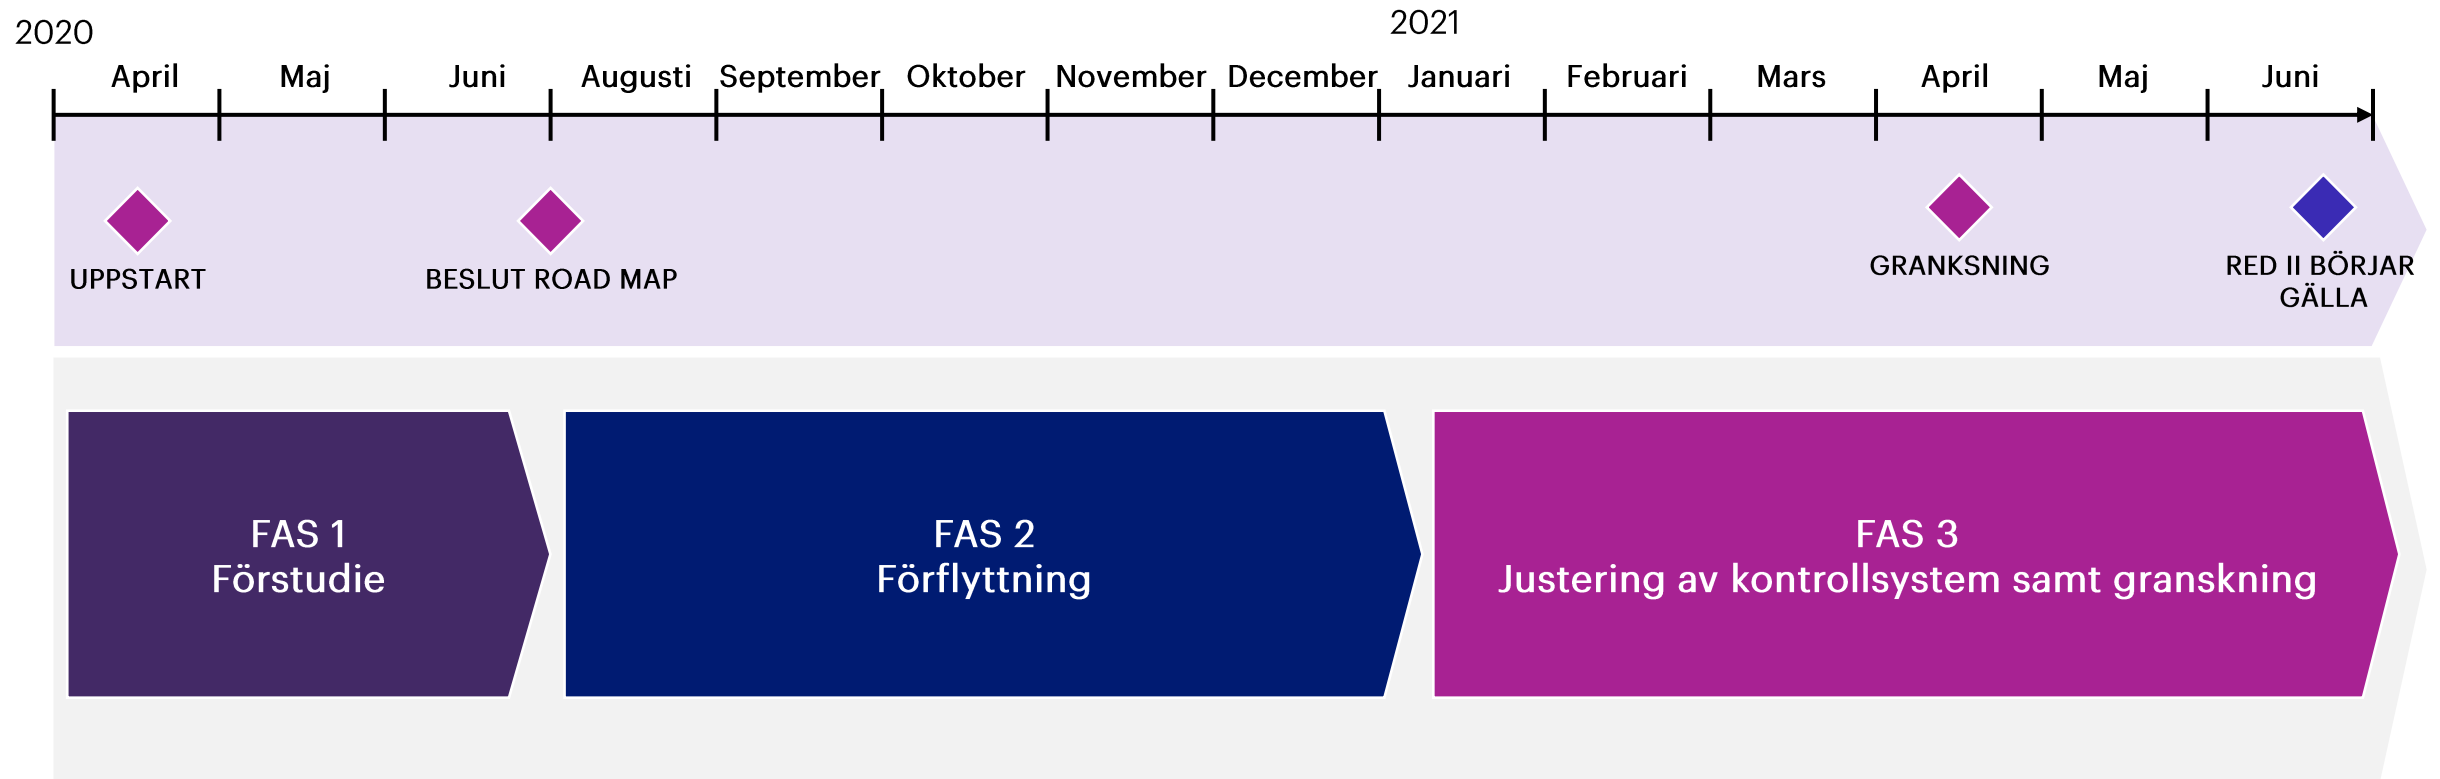 2020
2021
April Maj Juni Augusti September Oktober November December Januari Februari Mars April Maj Juni
UPPSTART
BESLUT ROAD MAP
GRANKSNING
RED II BÖRJAR
GÄLLA
FAS 1
Förstudie
FAS 2
Förflyttning
FAS 3
Justering av kontrollsystem samt granskning